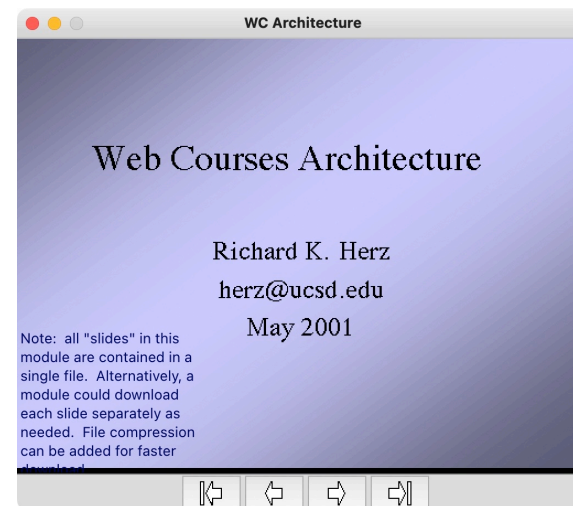 WC Architecture
Web Courses Architecture
Richard K. Herz
herz@ucsd.edu
May 2001
Note: all "slides" in this
module are contained in a
single file. Alternatively, a
module could download
each slide separately as
needed. File compression
can be added for faster
download